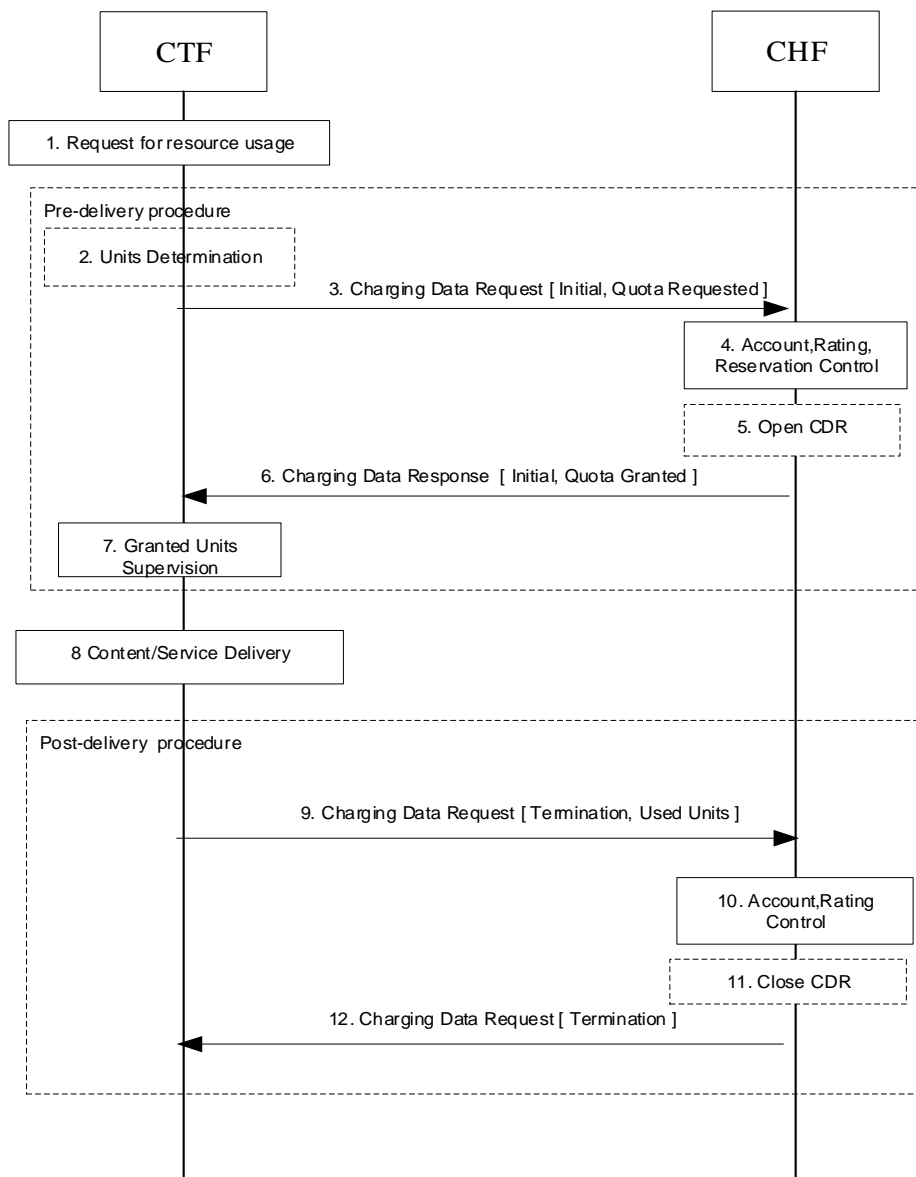 CTF
CHF
1. Request for resource usage
Pre-delivery procedure
2. Units Determination
3. Charging Data Request [ Initial, Quota Requested ]
4. Account,Rating,
Reservation Control
5. Open CDR
6. Charging Data Response [ Initial, Quota Granted ]
7. Granted Units
Supervision
8 Content/Service Delivery
Post-delivery procedure
9. Charging Data Request [ Termination, Used Units ]
10. Account,Rating
Control
11. Close CDR
12. Charging Data Request [ Termination ]